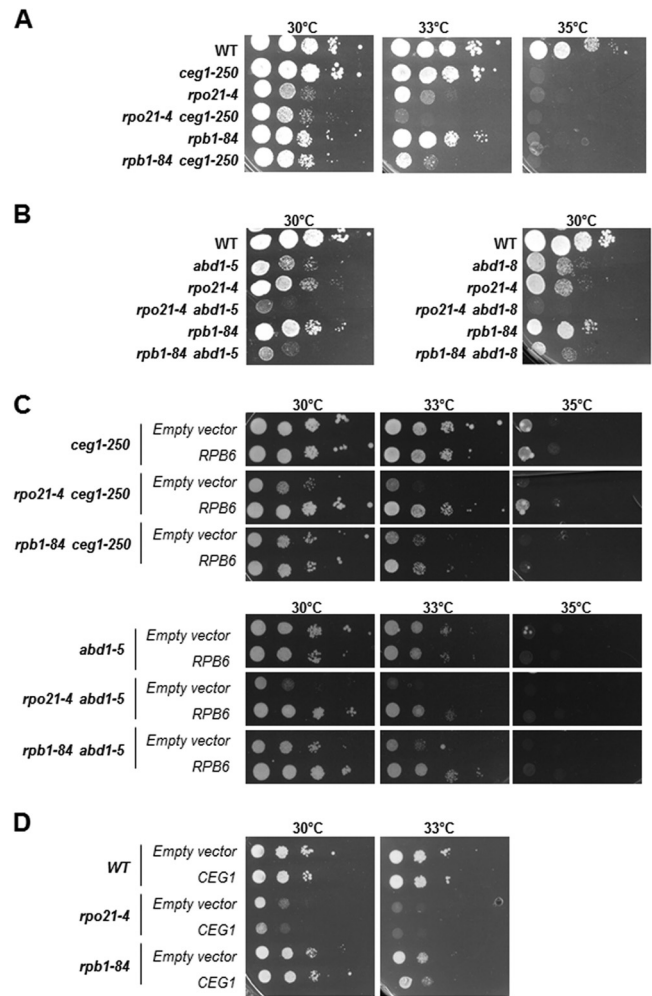 A
30°C 33°C 35°C
WT
ceg1-250
rpo21-4
rpo21-4 ceg1-250
rpb1-84
rpb1-84 ceg1-250
B
30°C 30°C
WT WT
abd1-5 abd1-8
rpo21-4 rpo21-4
rpo21-4 abd1-5 rpo21-4 abd1-8
rpb1-84 rpb1-84
rpb1-84 abd1-5 rpb1-84 abd1-8
C
30°C 33°C 35°C
ceg1-250 Empty vector
RPB6
rpo21-4 ceg1-250 Empty vector
RPB6
rpb1-84 ceg1-250 Empty vector
RPB6
30°C 33°C 35°C
abd1-5 Empty vector
RPB6
rpo21-4 abd1-5 Empty vector
RPB6
rpb1-84 abd1-5 Empty vector
RPB6
D
30°C 33°C
WT Empty vector
CEG1
rpo21-4 Empty vector
CEG1
rpb1-84 Empty vector
CEG1